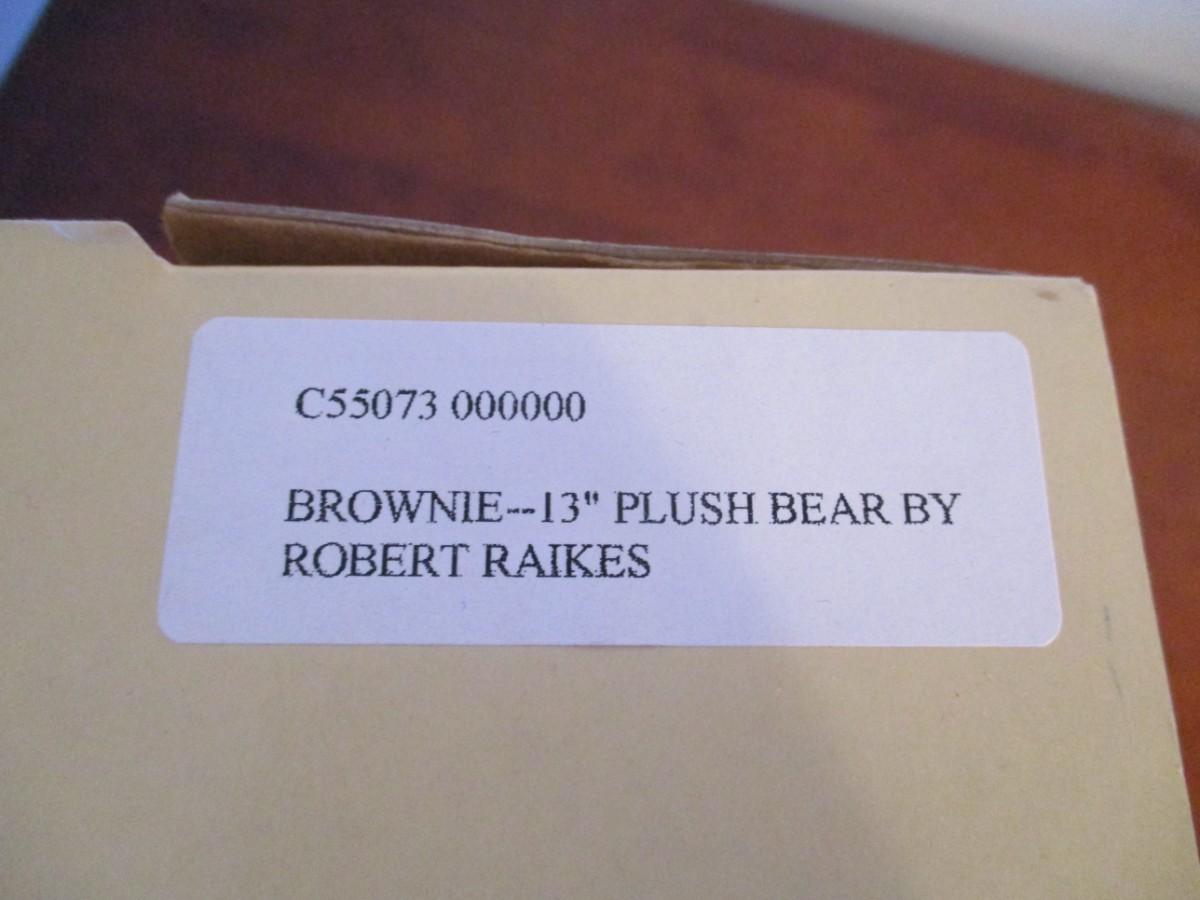 C55073 000000
BROWNIE--13" PLUSH BEAR BY
ROBERT RAIKES